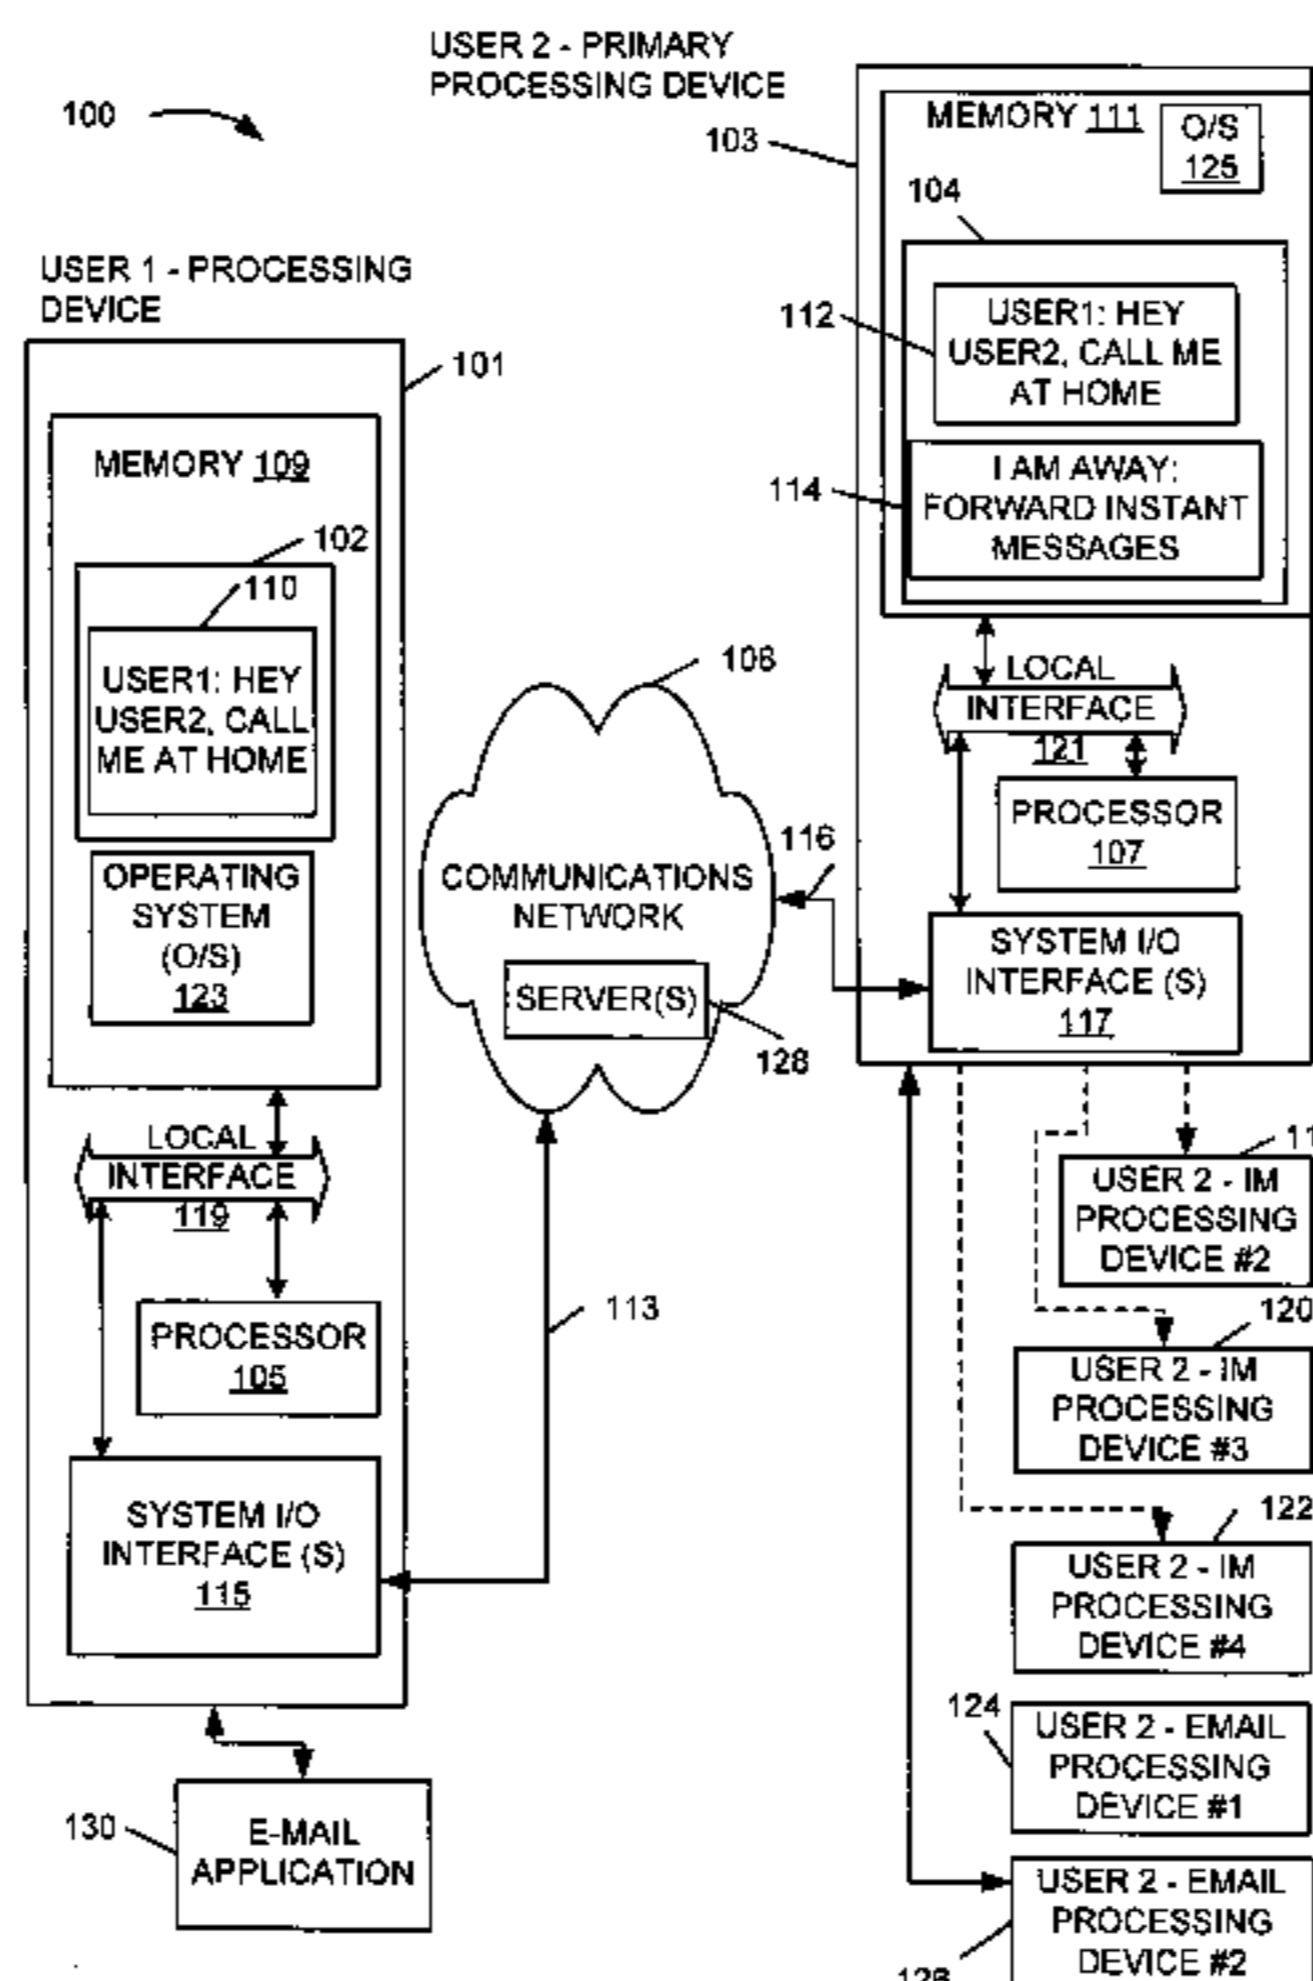 USER 2 - PRIMARY
PROCESSING DEVICE
100
103
MEMORY 111
O/S
125
104
USER 1 - PROCESSING
DEVICE
101
112
USER1: HEY
USER2, CALL ME
AT HOME
MEMORY 109
114
I AM AWAY:
FORWARD INSTANT
MESSAGES
102
110
USER1: HEY
USER2, CALL
ME AT HOME
106
LOCAL
INTERFACE
121
PROCESSOR
107
116
OPERATING
SYSTEM
(O/S)
123
COMMUNICATIONS
NETWORK
SERVER(S)
128
SYSTEM I/O
INTERFACE (S)
117
LOCAL
INTERFACE
119
11
USER 2 - IM
PROCESSING
DEVICE #2
113
PROCESSOR
105
120
USER 2 - IM
PROCESSING
DEVICE #3
SYSTEM I/O
INTERFACE (S)
115
122
USER 2 - IM
PROCESSING
DEVICE #4
124
USER 2 - EMAIL
PROCESSING
DEVICE #1
130
E-MAIL
APPLICATION
USER 2 - EMAIL
PROCESSING
DEVICE #2
126